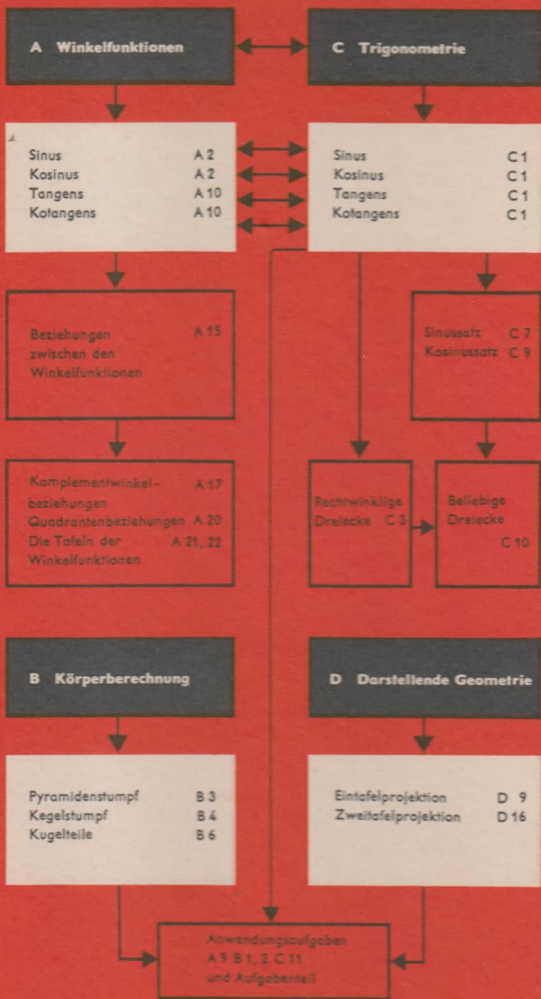 A Winkelfunktionen
Sinus A 2
Kosinus A 2
Tangens A 10
Kotangens A 10
Beziehungen A 15
zwischen den
Winkelfunktionen
Komplementwinkel- A 17
beziehungen
Quadrantenbeziehungen A 20
Die Tafeln der A 21, 22
Winkelfunktionen
C Trigonometrie
Sinus C 1
Kosinus C 1
Tangens C 1
Kotangens C 1
Sinussatz C 7
Kosinussatz C 9
Rechtwinklige
Dreiecke C 3
Beliebige
Dreiecke
C 10
B Körperberechnung
Pyramidenstumpf B 3
Kegelstumpf B 4
Kugelteile B 6
D Darstellende Geometrie
Eintafelprojektion D 9
Zweitafelprojektion D 16
Anwendungsaufgaben
A 9 B 1, 2 C 11
und Aufgabenteil